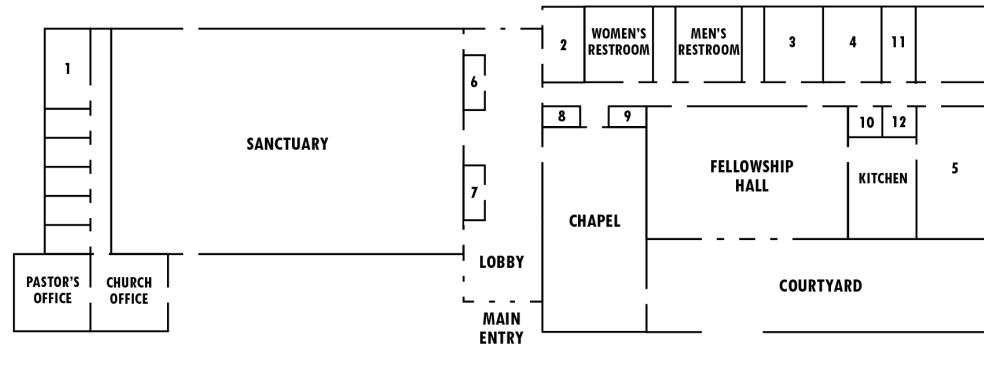 1
2
WOMEN'S
RESTROOM
MEN'S
RESTROOM
3
4
11
6
8
9
10
12
SANCTUARY
7
FELLOWSHIP
HALL
KITCHEN
5
CHAPEL
LOBBY
PASTOR'S
OFFICE
CHURCH
OFFICE
COURTYARD
MAIN
ENTRY